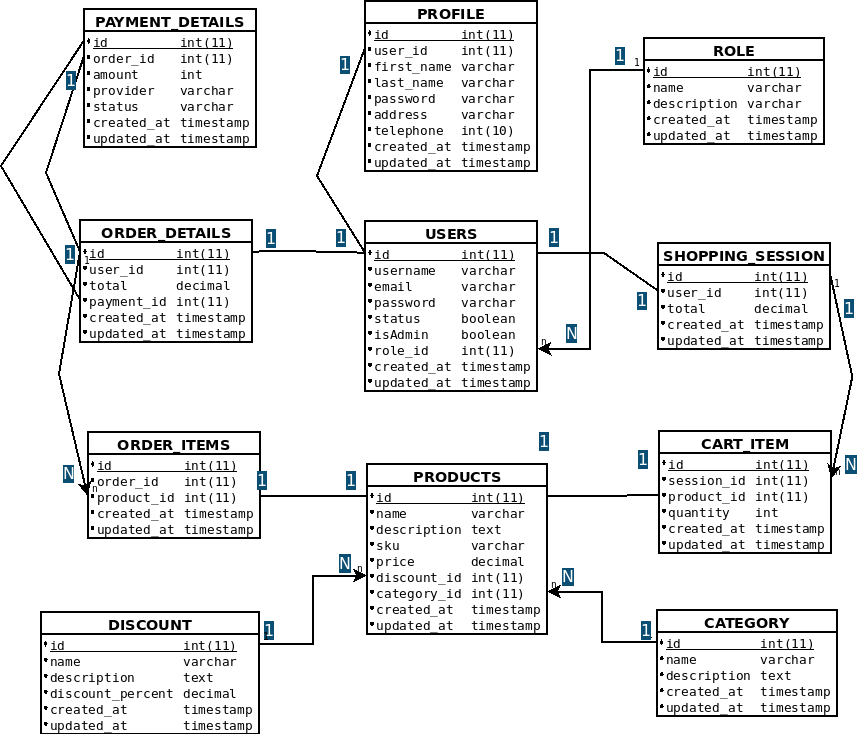 PAYMENT_DETAILS
id int(11)
order_id int(11)
amount int
provider varchar
status varchar
created_at timestamp
updated_at timestamp
1
PROFILE
id int(11)
user_id int(11)
first_name varchar
last_name varchar
password varchar
address varchar
telephone int(10)
created_at timestamp
updated_at timestamp
1
ROLE
id int(11)
name varchar
description varchar
created_at timestamp
updated_at timestamp
1
1
ORDER_DETAILS
id int(11)
user_id int(11)
total decimal
payment_id int(11)
created_at timestamp
updated_at timestamp
1
1
1
1
USERS
id int(11)
username varchar
email varchar
password varchar
status boolean
isAdmin boolean
role_id int(11)
created_at timestamp
updated_at timestamp
1
N
n
1
SHOPPING_SESSION
id int(11)
user_id int(11)
total decimal
created_at timestamp
updated_at timestamp
1
1
ORDER_ITEMS
id int(11)
order_id int(11)
product_id int(11)
created_at timestamp
updated_at timestamp
N
n
1
1
PRODUCTS
id int(11)
name varchar
description text
sku varchar
price decimal
discount_id int(11)
category_id int(11)
created_at timestamp
updated_at timestamp
1
N
n
N
n
1
CART_ITEM
id int(11)
session_id int(11)
product_id int(11)
quantity int
created_at timestamp
updated_at timestamp
N
n
DISCOUNT
id int(11)
name varchar
description text
discount_percent decimal
created_at timestamp
updated_at timestamp
1
1
CATEGORY
id int(11)
name varchar
description text
created_at timestamp
updated_at timestamp